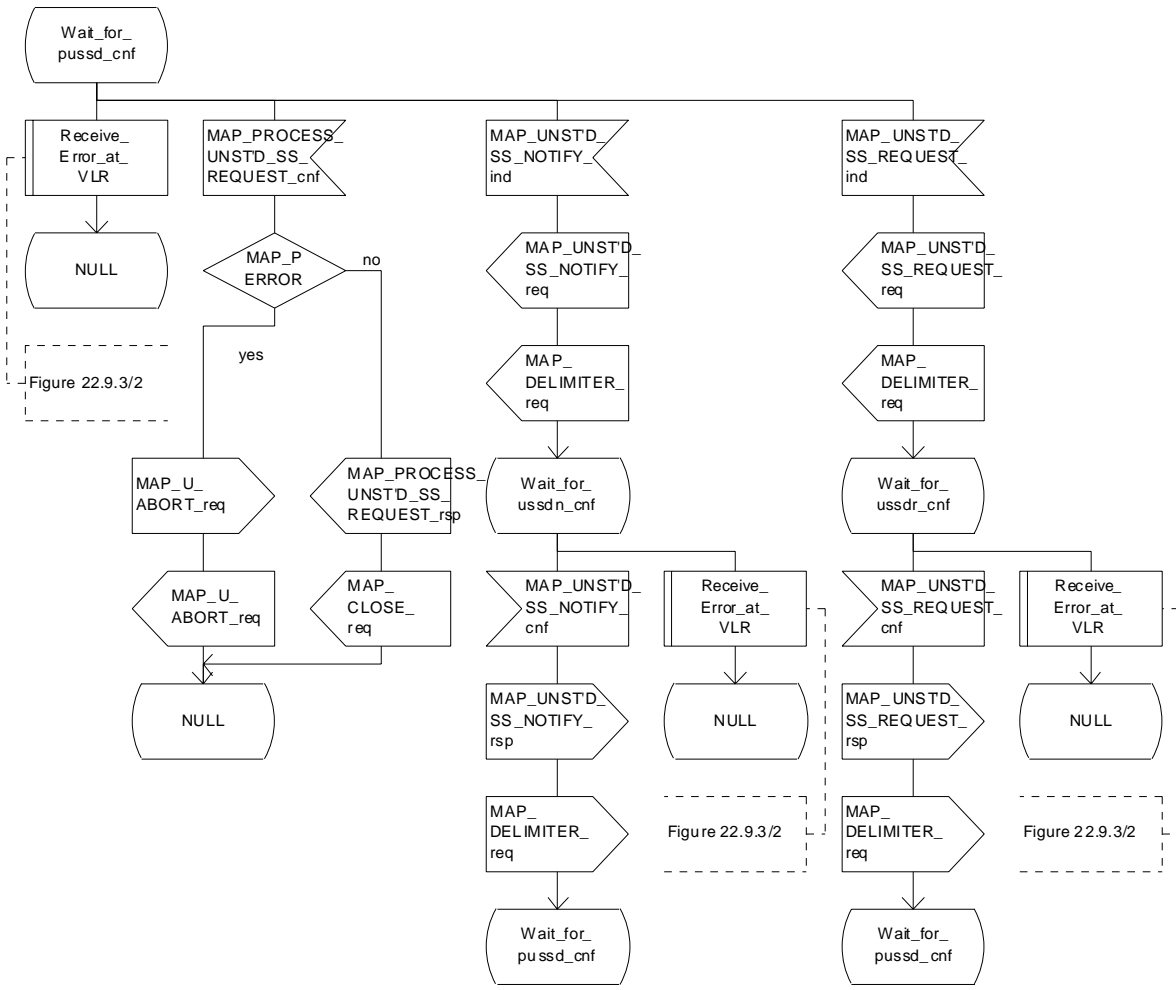 Wait_for_
pussd_cnf
Receive_
Error_at_
VLR
MAP_PROCESS_
UNST'D_SS_
REQUEST_cnf
MAP_UNST'D_
SS_NOTIFY_
ind
MAP_UNST'D_
SS_REQUEST_
ind
NULL
MAP_P
ERROR
no
yes
MAP_UNST'D_
SS_NOTIFY_
req
MAP_UNST'D_
SS_REQUEST_
req
Figure 22.9.3/2
MAP_
DELIMITER_
req
MAP_
DELIMITER_
req
MAP_U_
ABORT_req
MAP_PROCESS_
UNST'D_SS_
REQUEST_rsp
Wait_for_
ussdn_cnf
Wait_for_
ussdr_cnf
MAP_U_
ABORT_req
MAP_
CLOSE_
req
MAP_UNST'D_
SS_NOTIFY_
cnf
Receive_
Error_at_
VLR
MAP_UNST'D_
SS_REQUEST_
cnf
Receive_
Error_at_
VLR
NULL
MAP_UNST'D_
SS_NOTIFY_
rsp
NULL
MAP_UNST'D_
SS_REQUEST_
rsp
NULL
MAP_
DELIMITER_
req
Figure 22.9.3/2
MAP_
DELIMITER_
req
Figure 22.9.3/2
Wait_for_
pussd_cnf
Wait_for_
pussd_cnf